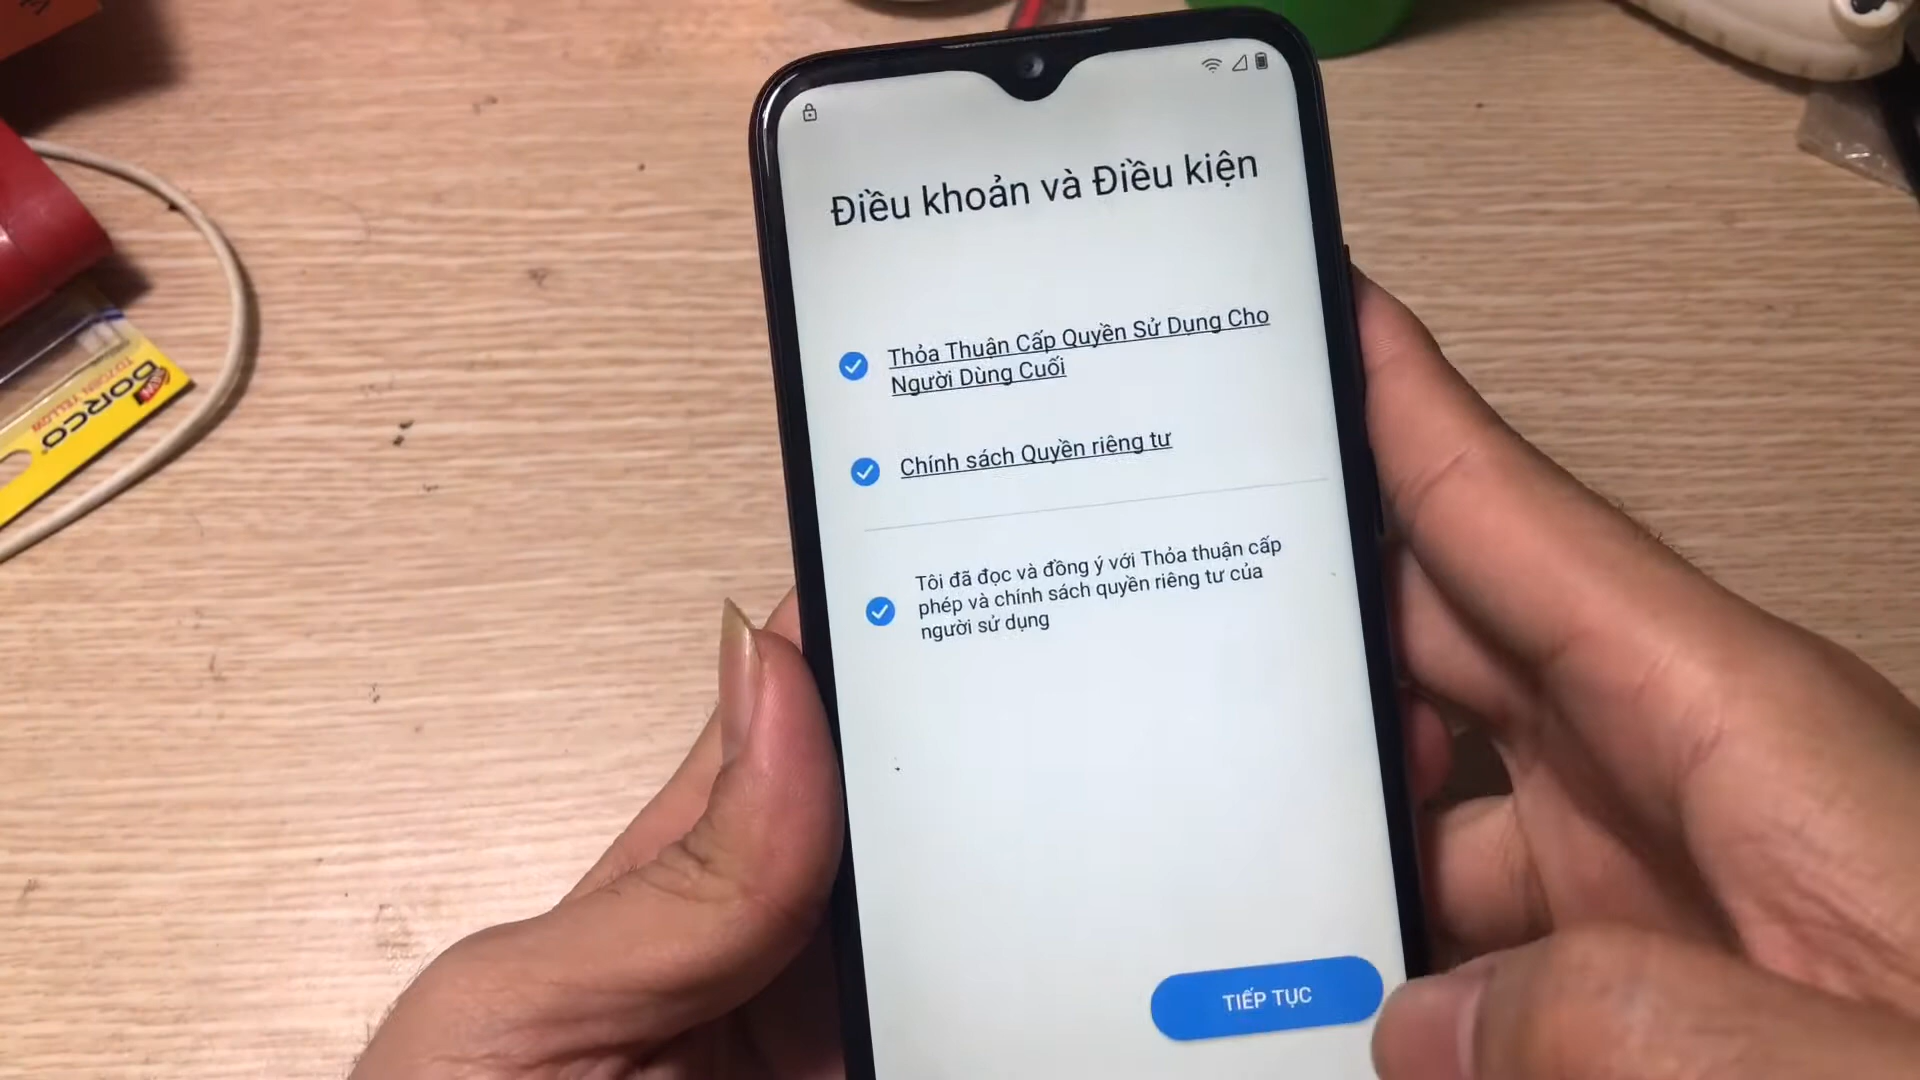 Điều khoản và Điều kiện
Thỏa Thuận Cấp Quyền Sử Dụng Cho
Người Dùng Cuối
Chính sách Quyền riêng tư
Tôi đã đọc và đồng ý với Thỏa thuận cấp
phép và chính sách quyền riêng tư của
người sử dụng
TIẾP TỤC
DORCO